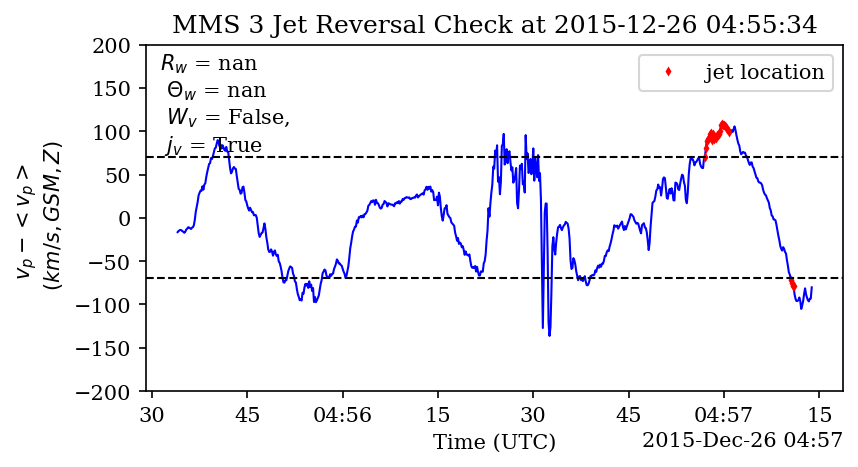 MMS 3 Jet Reversal Check at 2015-12-26 04:55:34
200
150
100
50
0
−50
−100
−150
−200
v_p − <v_p>
(km/s, GSM, Z)
R_w = nan
Θ_w = nan
W_v = False,
j_v = True
jet location
30
45
04:56
15
30
45
04:57
15
Time (UTC)
2015-Dec-26 04:57